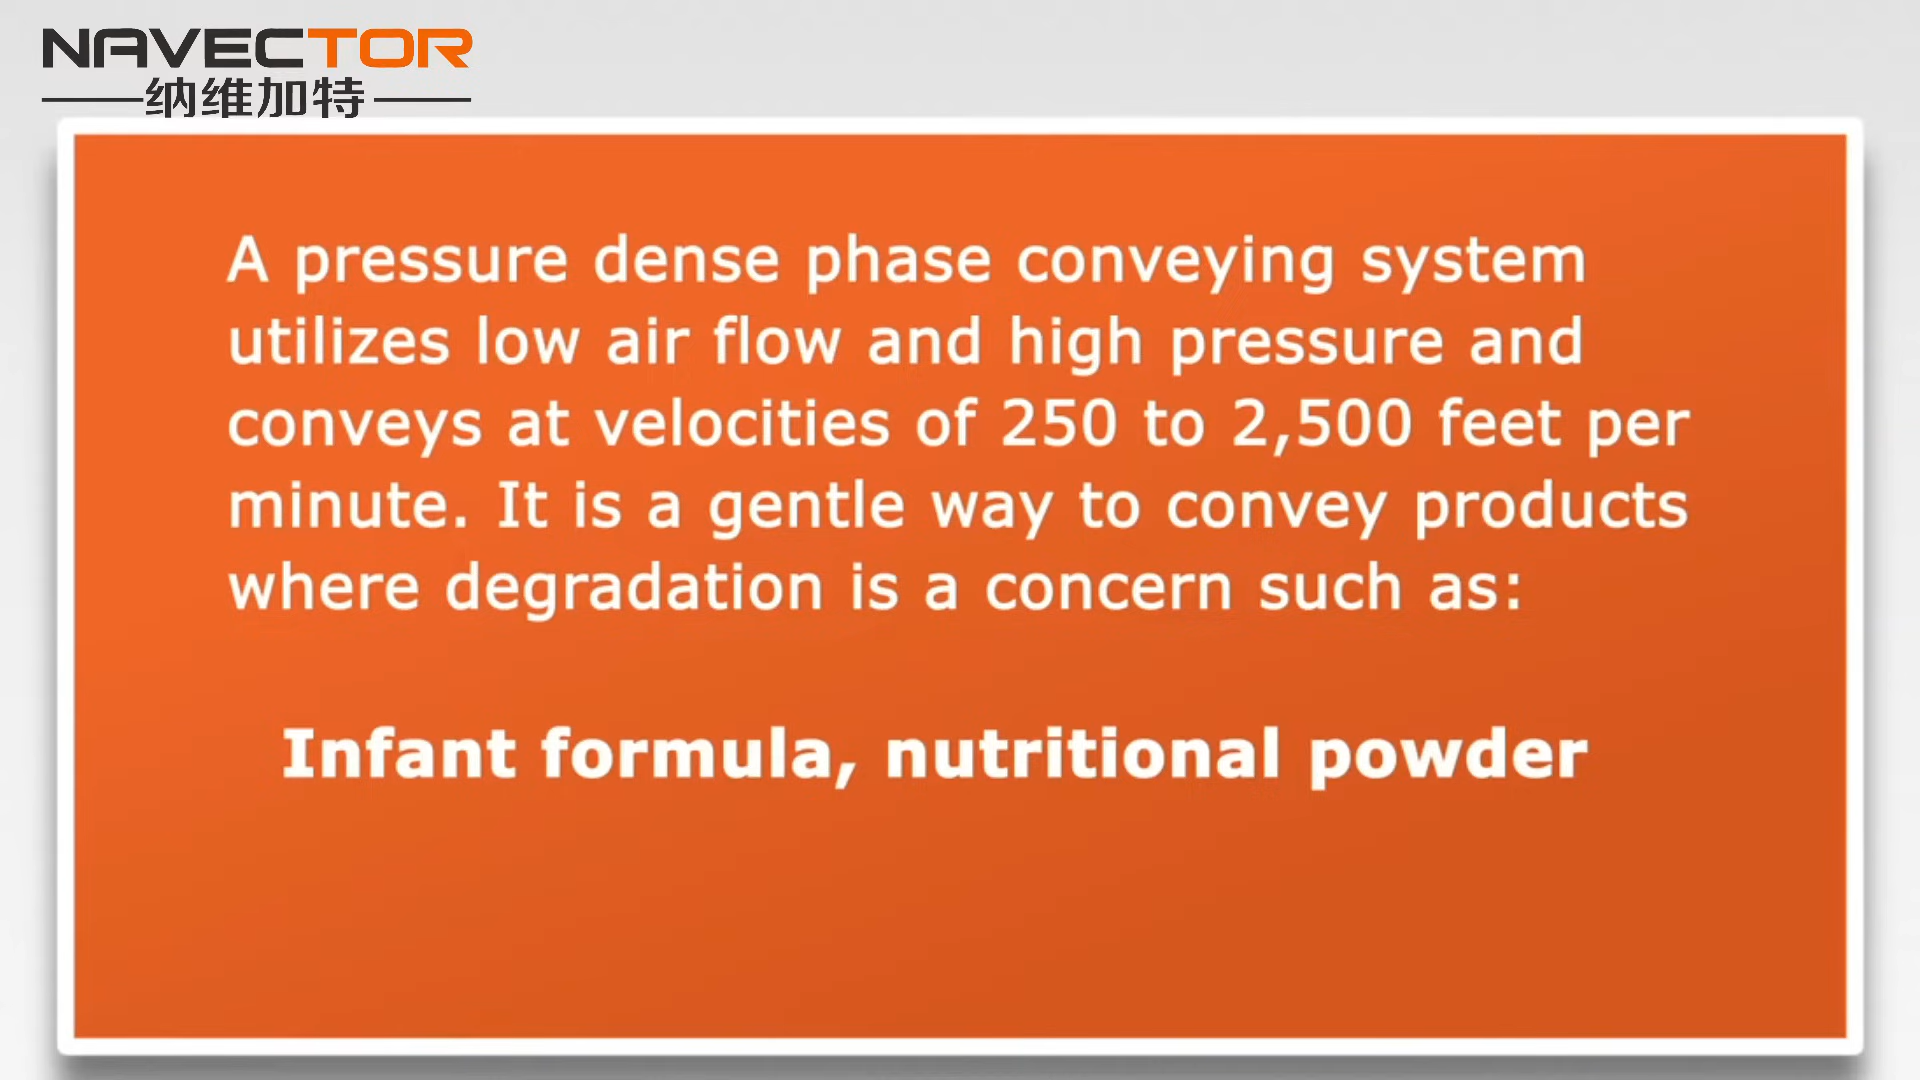 NAVECTOR
纳维加特
A pressure dense phase conveying system
utilizes low air flow and high pressure and
conveys at velocities of 250 to 2,500 feet per
minute. It is a gentle way to convey products
where degradation is a concern such as:
Infant formula, nutritional powder